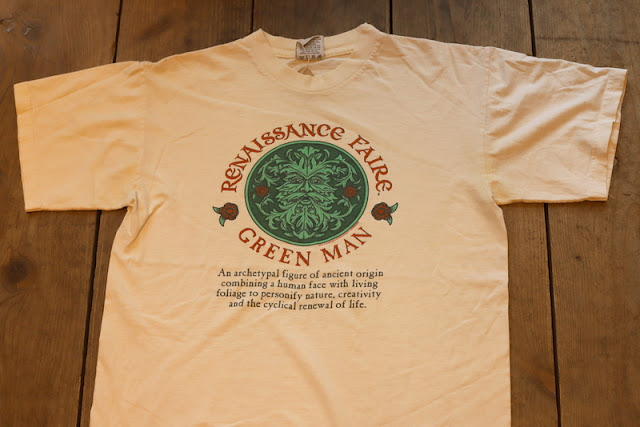 RENAISSANCE FAIRE
GREEN MAN
An archetypal figure of ancient origin
combining a human face with living
foliage to personify nature, creativity
and the cyclical renewal of life.